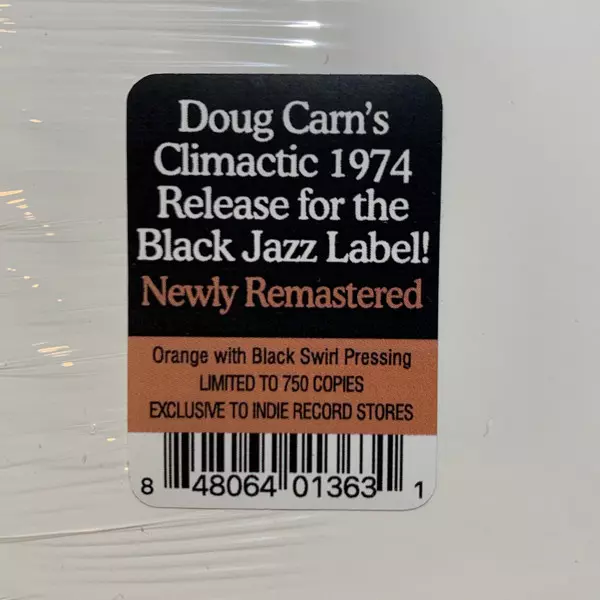 Doug Carn's
Climactic 1974
Release for the
Black Jazz Label!
Newly Remastered
Orange with Black Swirl Pressing
LIMITED TO 750 COPIES
EXCLUSIVE TO INDIE RECORD STORES
8 48064 01363 1